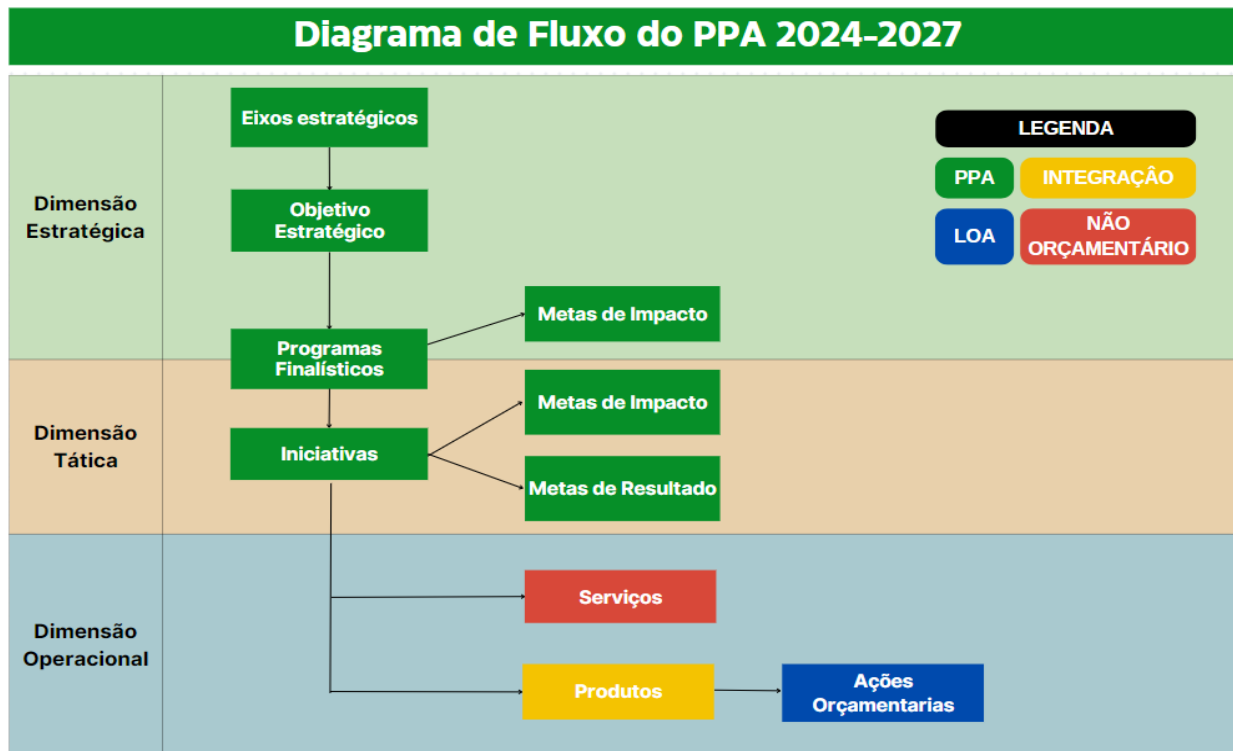 Diagrama de Fluxo do PPA 2024-2027
Dimensão
Estratégica
Eixos estratégicos
Objetivo
Estratégico
Programas
Finalísticos
Metas de Impacto
LEGENDA
PPA
INTEGRAÇÂO
LOA
NÃO
ORÇAMENTÁRIO
Dimensão
Tática
Iniciativas
Metas de Impacto
Metas de Resultado
Dimensão
Operacional
Serviços
Produtos
Ações
Orçamentarias